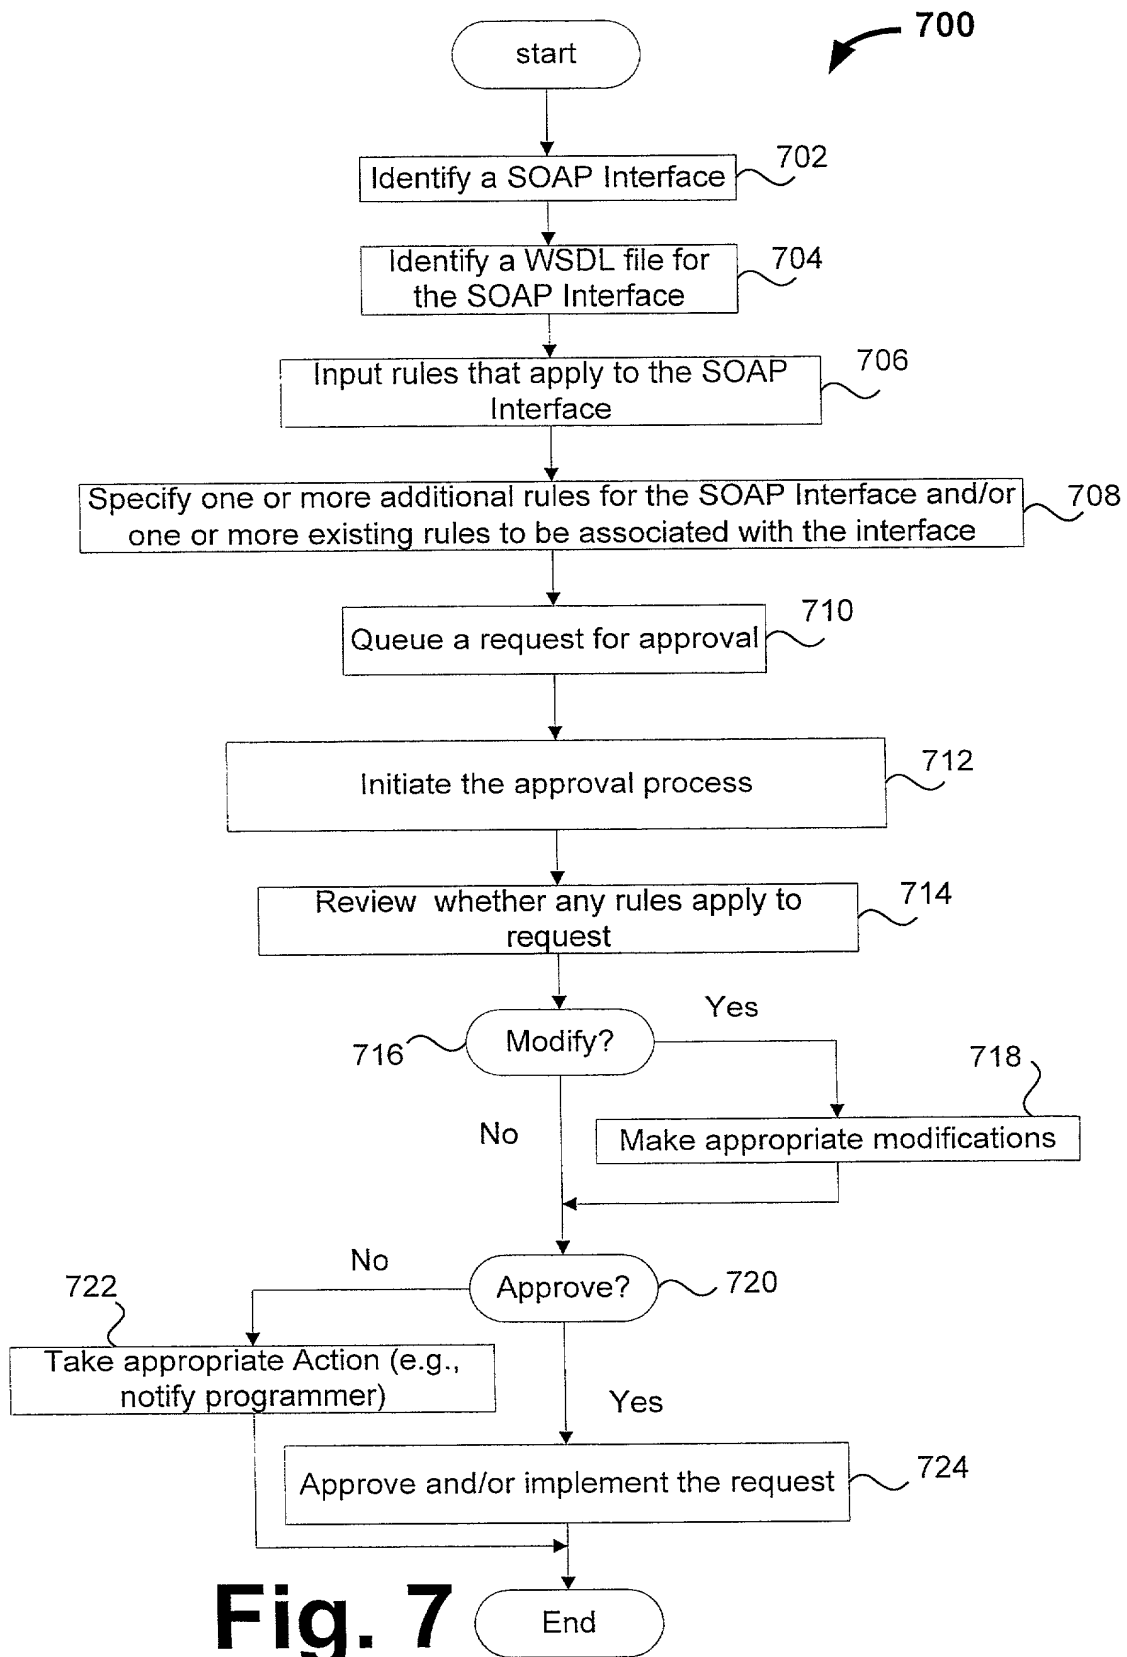 700
start
702
Identify a SOAP Interface
704
Identify a WSDL file for
the SOAP Interface
706
Input rules that apply to the SOAP
Interface
708
Specify one or more additional rules for the SOAP Interface and/or
one or more existing rules to be associated with the interface
710
Queue a request for approval
712
Initiate the approval process
714
Review whether any rules apply to
request
Yes
716
Modify?
718
No
Make appropriate modifications
No
722
Approve?
720
Take appropriate Action (e.g.,
notify programmer)
Yes
Approve and/or implement the request
724
Fig. 7
End